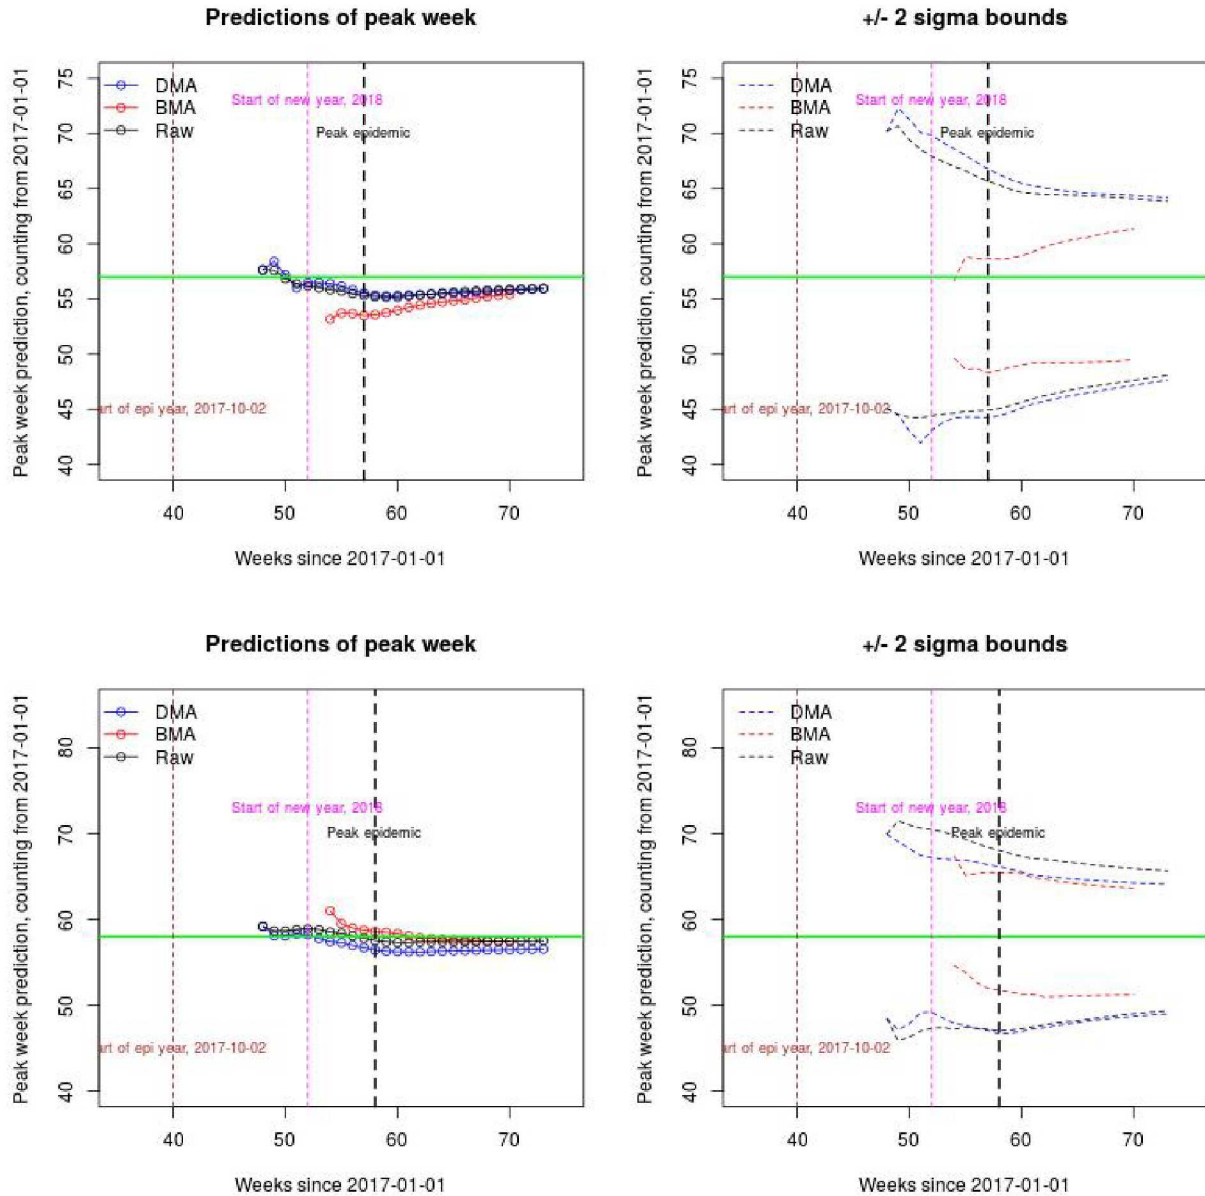 Predictions of peak week
Peak week prediction, counting from 2017-01-01
75
70
65
60
55
50
45
40
DMA
BMA
Raw
Start of new year, 2018
Peak epidemic
art of epi year, 2017-10-02
40 50 60 70
Weeks since 2017-01-01
+/- 2 sigma bounds
Peak week prediction, counting from 2017-01-01
75
70
65
60
55
50
45
40
DMA
BMA
Raw
Start of new year, 2018
Peak epidemic
art of epi year, 2017-10-02
40 50 60 70
Weeks since 2017-01-01
Predictions of peak week
Peak week prediction, counting from 2017-01-01
80
70
60
50
40
DMA
BMA
Raw
Start of new year, 2018
Peak epidemic
art of epi year, 2017-10-02
40 50 60 70
Weeks since 2017-01-01
+/- 2 sigma bounds
Peak week prediction, counting from 2017-01-01
80
70
60
50
40
DMA
BMA
Raw
Start of new year, 2018
Peak epidemic
art of epi year, 2017-10-02
40 50 60 70
Weeks since 2017-01-01